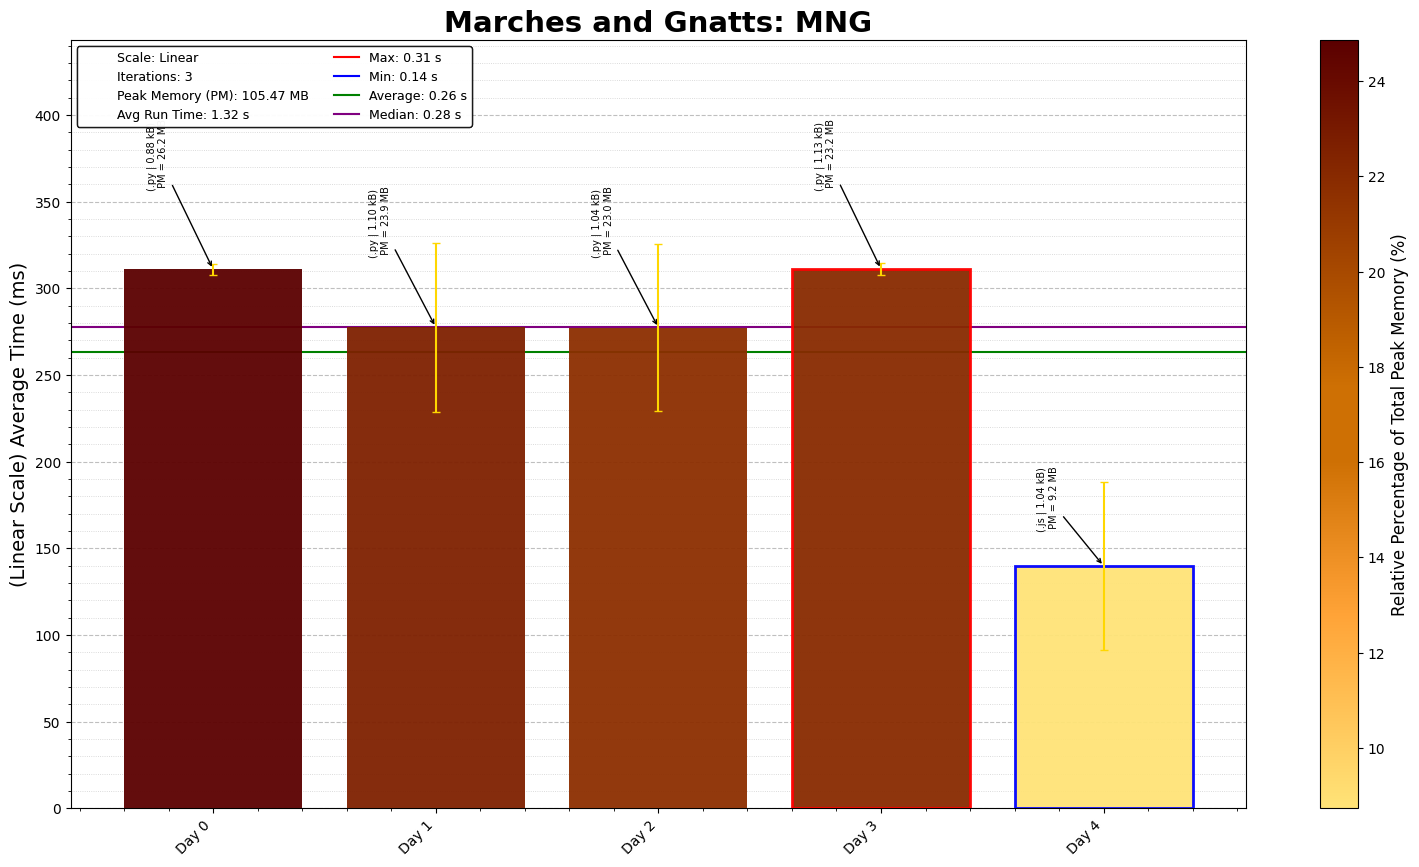 Marches and Gnatts: MNG
Scale: Linear
Iterations: 3
Peak Memory (PM): 105.47 MB
Avg Run Time: 1.32 s
Max: 0.31 s
Min: 0.14 s
Average: 0.26 s
Median: 0.28 s
(Linear Scale) Average Time (ms)
400
350
300
250
200
150
100
50
0
(.py | 0.88 kB
PM = 26.2
(.py | 1.10 kB)
PM = 23.9 MB
(.py | 1.04 kB)
PM = 23.0 MB
(.py | 1.13 kB)
PM = 23.2 MB
(.js | 1.04 kB)
PM = 9.2 MB
Day 0
Day 1
Day 2
Day 3
Day 4
24
22
20
18
16
14
12
10
Relative Percentage of Total Peak Memory (%)